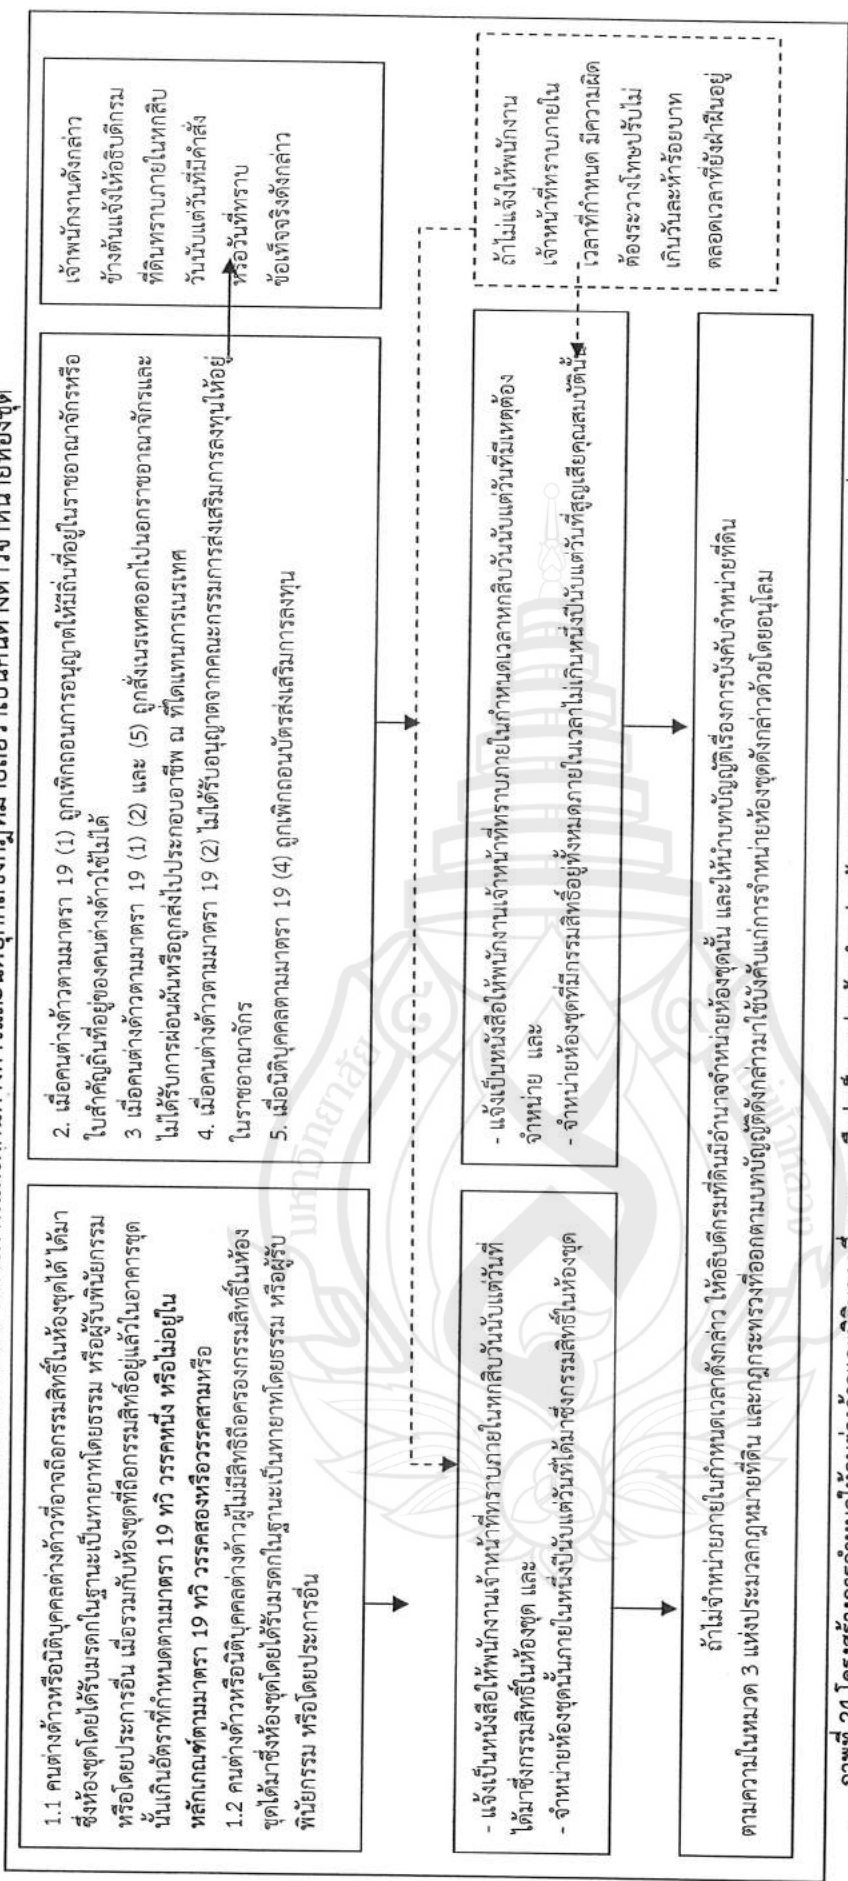 1.1 คนต่างด้าวหรือนิติบุคคลต่างด้าวที่อาจถือกรรมสิทธิ์ในห้องชุดได้ ได้มา
ซึ่งห้องชุดโดยได้รับมรดกในฐานะเป็นทายาทโดยธรรม หรือผู้รับพินัยกรรม
หรือโดยประการอื่น เมื่อรวมกับห้องชุดที่ถือกรรมสิทธิ์อยู่แล้วในอาคารชุด
นั้นเกินอัตราที่กำหนดตามมาตรา 19 ทวิ วรรคหนึ่ง หรือไม่อยู่ใน
หลักเกณฑ์ตามมาตรา 19 ทวิ วรรคสองหรือวรรคสามหรือ
1.2 คนต่างด้าวหรือนิติบุคคลต่างด้าวผู้ไม่มีสิทธิถือครองกรรมสิทธิ์ในห้อง
ชุดได้มาซึ่งห้องชุดโดยได้รับมรดกในฐานะเป็นทายาทโดยธรรม หรือผู้รับ
พินัยกรรม หรือโดยประการอื่น
2. เมื่อคนต่างด้าวตามมาตรา 19 (1) ถูกเพิกถอนการอนุญาตให้มีถิ่นที่อยู่ในราชอาณาจักรหรือ
ใบสำคัญถิ่นที่อยู่ของคนต่างด้าวใช้ไม่ได้
3 เมื่อคนต่างด้าวตามมาตรา 19 (1) (2) และ (5) ถูกสั่งเนรเทศออกไปนอกราชอาณาจักรและ
ไม่ได้รับการผ่อนผันหรือถูกส่งไปประกอบอาชีพ ณ ที่ใดแทนการเนรเทศ
4. เมื่อคนต่างด้าวตามมาตรา 19 (2) ไม่ได้รับอนุญาตจากคณะกรรมการส่งเสริมการลงทุนให้อยู่
ในราชอาณาจักร
5. เมื่อนิติบุคคลตามมาตรา 19 (4) ถูกเพิกถอนบัตรส่งเสริมการลงทุน
เจ้าพนักงานดังกล่าว
ข้างต้นแจ้งให้อธิบดีกรม
ที่ดินทราบภายในหกสิบ
วันนับแต่วันที่มีคำสั่ง
หรือวันที่ทราบ
ข้อเท็จจริงดังกล่าว
- แจ้งเป็นหนังสือให้พนักงานเจ้าหน้าที่ทราบภายในหกสิบวันนับแต่วันที่
ได้มาซึ่งกรรมสิทธิ์ในห้องชุด และ
- จำหน่ายห้องชุดนั้นภายในหนึ่งปีนับแต่วันที่ได้มาซึ่งกรรมสิทธิ์ในห้องชุด
- แจ้งเป็นหนังสือให้พนักงานเจ้าหน้าที่ทราบภายในกำหนดเวลาหกสิบวันนับแต่วันที่มีเหตุต้อง
จำหน่าย และ
- จำหน่ายห้องชุดที่มีกรรมสิทธิ์อยู่ทั้งหมดภายในเวลาไม่เกินหนึ่งปีนับแต่วันที่สูญเสียคุณสมบัตินั้น
ถ้าไม่แจ้งให้พนักงาน
เจ้าหน้าที่ทราบภายใน
เวลาที่กำหนด มีความผิด
ต้องระวางโทษปรับไม่
เกินวันละห้าร้อยบาท
ตลอดเวลาที่ยังฝ่าฝืนอยู่
ถ้าไม่จำหน่ายภายในกำหนดเวลาดังกล่าว ให้อธิบดีกรมที่ดินมีอำนาจจำหน่ายห้องชุดนั้น และให้นำบทบัญญัติเรื่องการบังคับจำหน่ายที่ดิน
ตามความในหมวด 3 แห่งประมวลกฎหมายที่ดิน และกฎกระทรวงที่ออกตามบทบัญญัติดังกล่าวมาใช้บังคับแก่การจำหน่ายห้องชุดดังกล่าวด้วยโดยอนุโลม
มหาวิทยาลัย